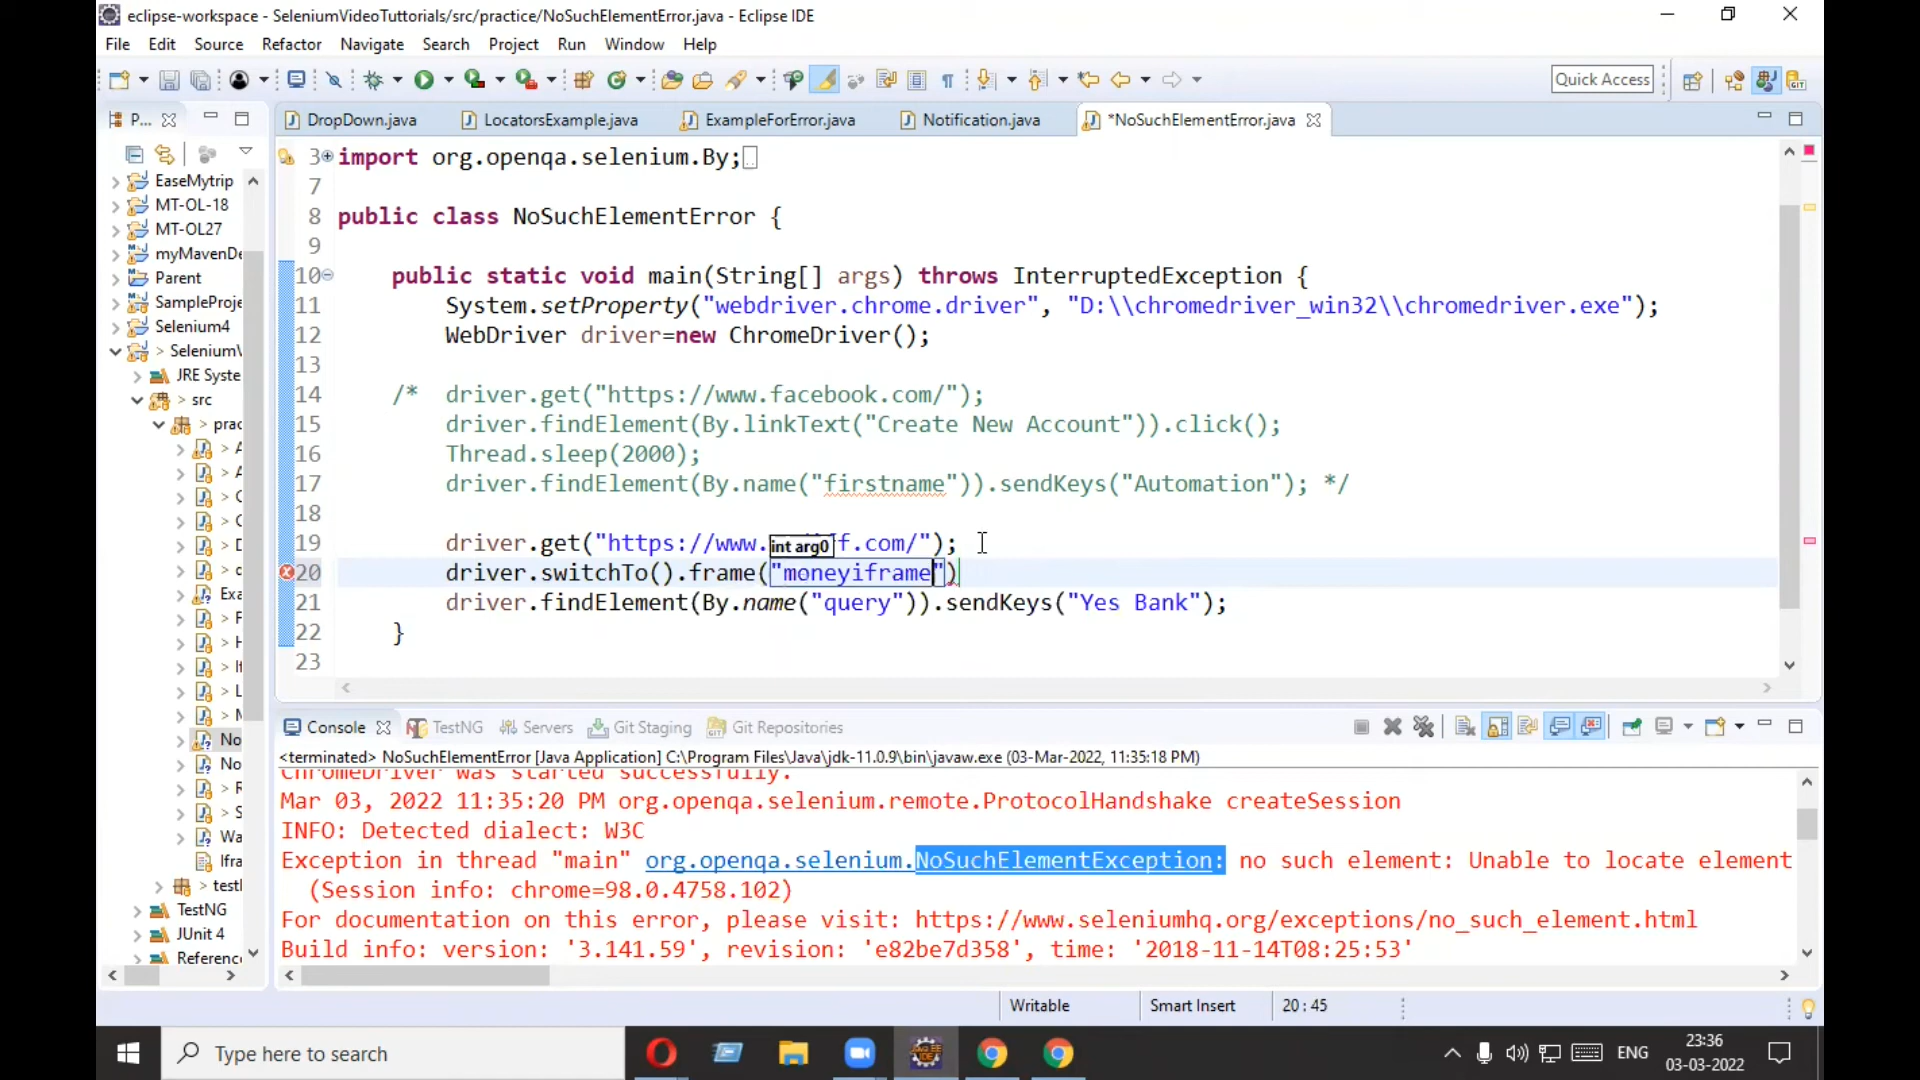 eclipse-workspace - SeleniumVideoTuttorials/src/practice/NoSuchElementError.java - Eclipse IDE
File Edit Source Refactor Navigate Search Project Run Window Help
Quick Access
P... DropDown.java LocatorsExample.java ExampleForError.java Notification.java *NoSuchElementError.java
EaseMytrip
MT-OL-18
MT-OL27
myMavenDe
Parent
SampleProje
Selenium4
> Selenium\
JRE Syste
> src
> prac
> A
> A
> C
> C
> D
> d
Exa
> F
> H
> If
> L
> M
No
No
> F
> S
Wa
Ifra
> testl
TestNG
JUnit 4
Referenc
3 import org.openqa.selenium.By;
7
8 public class NoSuchElementError {
9
10 public static void main(String[] args) throws InterruptedException {
11 System.setProperty("webdriver.chrome.driver", "D:\\chromedriver_win32\\chromedriver.exe");
12 WebDriver driver=new ChromeDriver();
13
14 /* driver.get("https://www.facebook.com/");
15 driver.findElement(By.linkText("Create New Account")).click();
16 Thread.sleep(2000);
17 driver.findElement(By.name("firstname")).sendKeys("Automation"); */
18
19 driver.get("https://www. ff.com/");
int arg0
20 driver.switchTo().frame("moneyiframe")
21 driver.findElement(By.name("query")).sendKeys("Yes Bank");
22 }
23
Console TestNG Servers Git Staging Git Repositories
<terminated> NoSuchElementError [Java Application] C:\Program Files\Java\jdk-11.0.9\bin\javaw.exe (03-Mar-2022, 11:35:18 PM)
ChromeDriver was started successfully.
Mar 03, 2022 11:35:20 PM org.openqa.selenium.remote.ProtocolHandshake createSession
INFO: Detected dialect: W3C
Exception in thread "main" org.openqa.selenium.NoSuchElementException: no such element: Unable to locate element
(Session info: chrome=98.0.4758.102)
For documentation on this error, please visit: https://www.seleniumhq.org/exceptions/no_such_element.html
Build info: version: '3.141.59', revision: 'e82be7d358', time: '2018-11-14T08:25:53'
Writable Smart Insert 20 : 45
Type here to search
ENG
23:36
03-03-2022